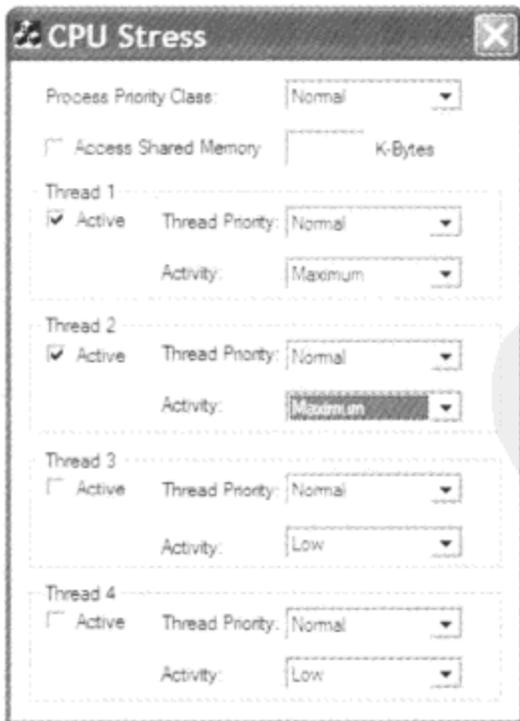 CPU Stress
Process Priority Class: Normal
Access Shared Memory K-Bytes
Thread 1
Active Thread Priority: Normal
Activity: Maximum
Thread 2
Active Thread Priority: Normal
Activity: Maximum
Thread 3
Active Thread Priority: Normal
Activity: Low
Thread 4
Active Thread Priority: Normal
Activity: Low